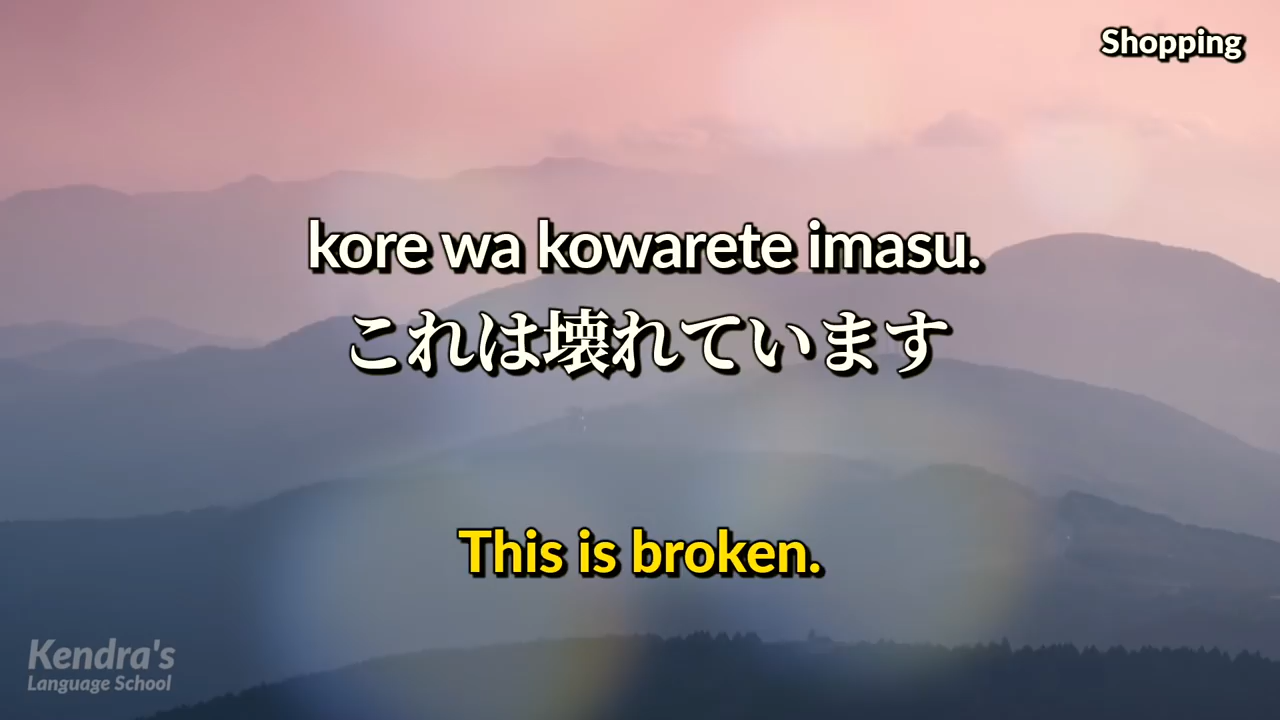 Shopping
kore wa kowarete imasu.
これは壊れています
This is broken.
Kendra's
Language School